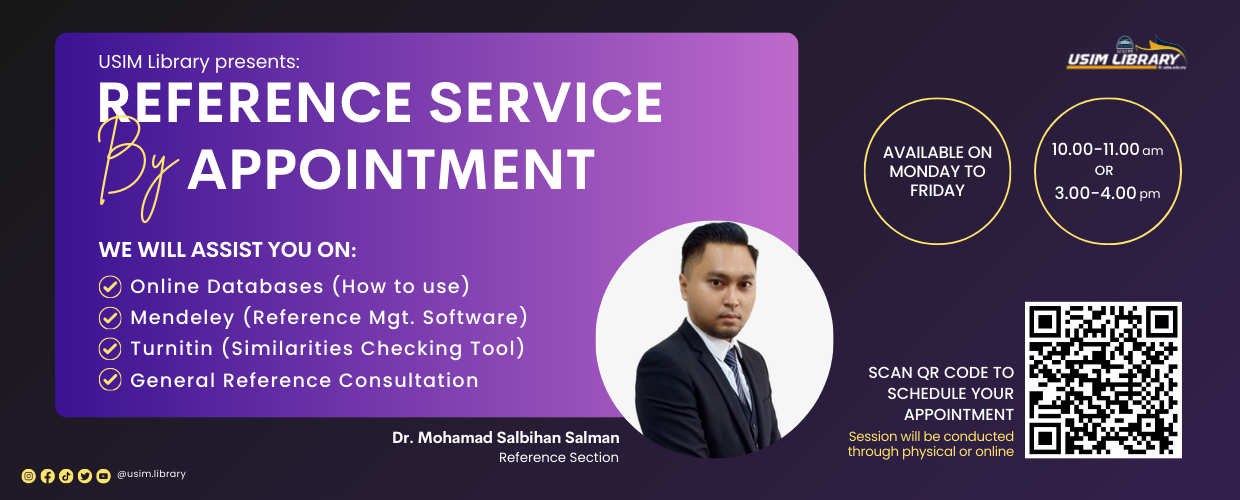 USIM Library presents:
REFERENCE SERVICE
By APPOINTMENT
WE WILL ASSIST YOU ON:
Online Databases (How to use)
Mendeley (Reference Mgt. Software)
Turnitin (Similarities Checking Tool)
General Reference Consultation
Dr. Mohamad Salbihan Salman
Reference Section
@usim.library
USIM LIBRARY
AVAILABLE ON
MONDAY TO
FRIDAY
10.00-11.00 am
OR
3.00-4.00 pm
SCAN QR CODE TO
SCHEDULE YOUR
APPOINTMENT
Session will be conducted
through physical or online